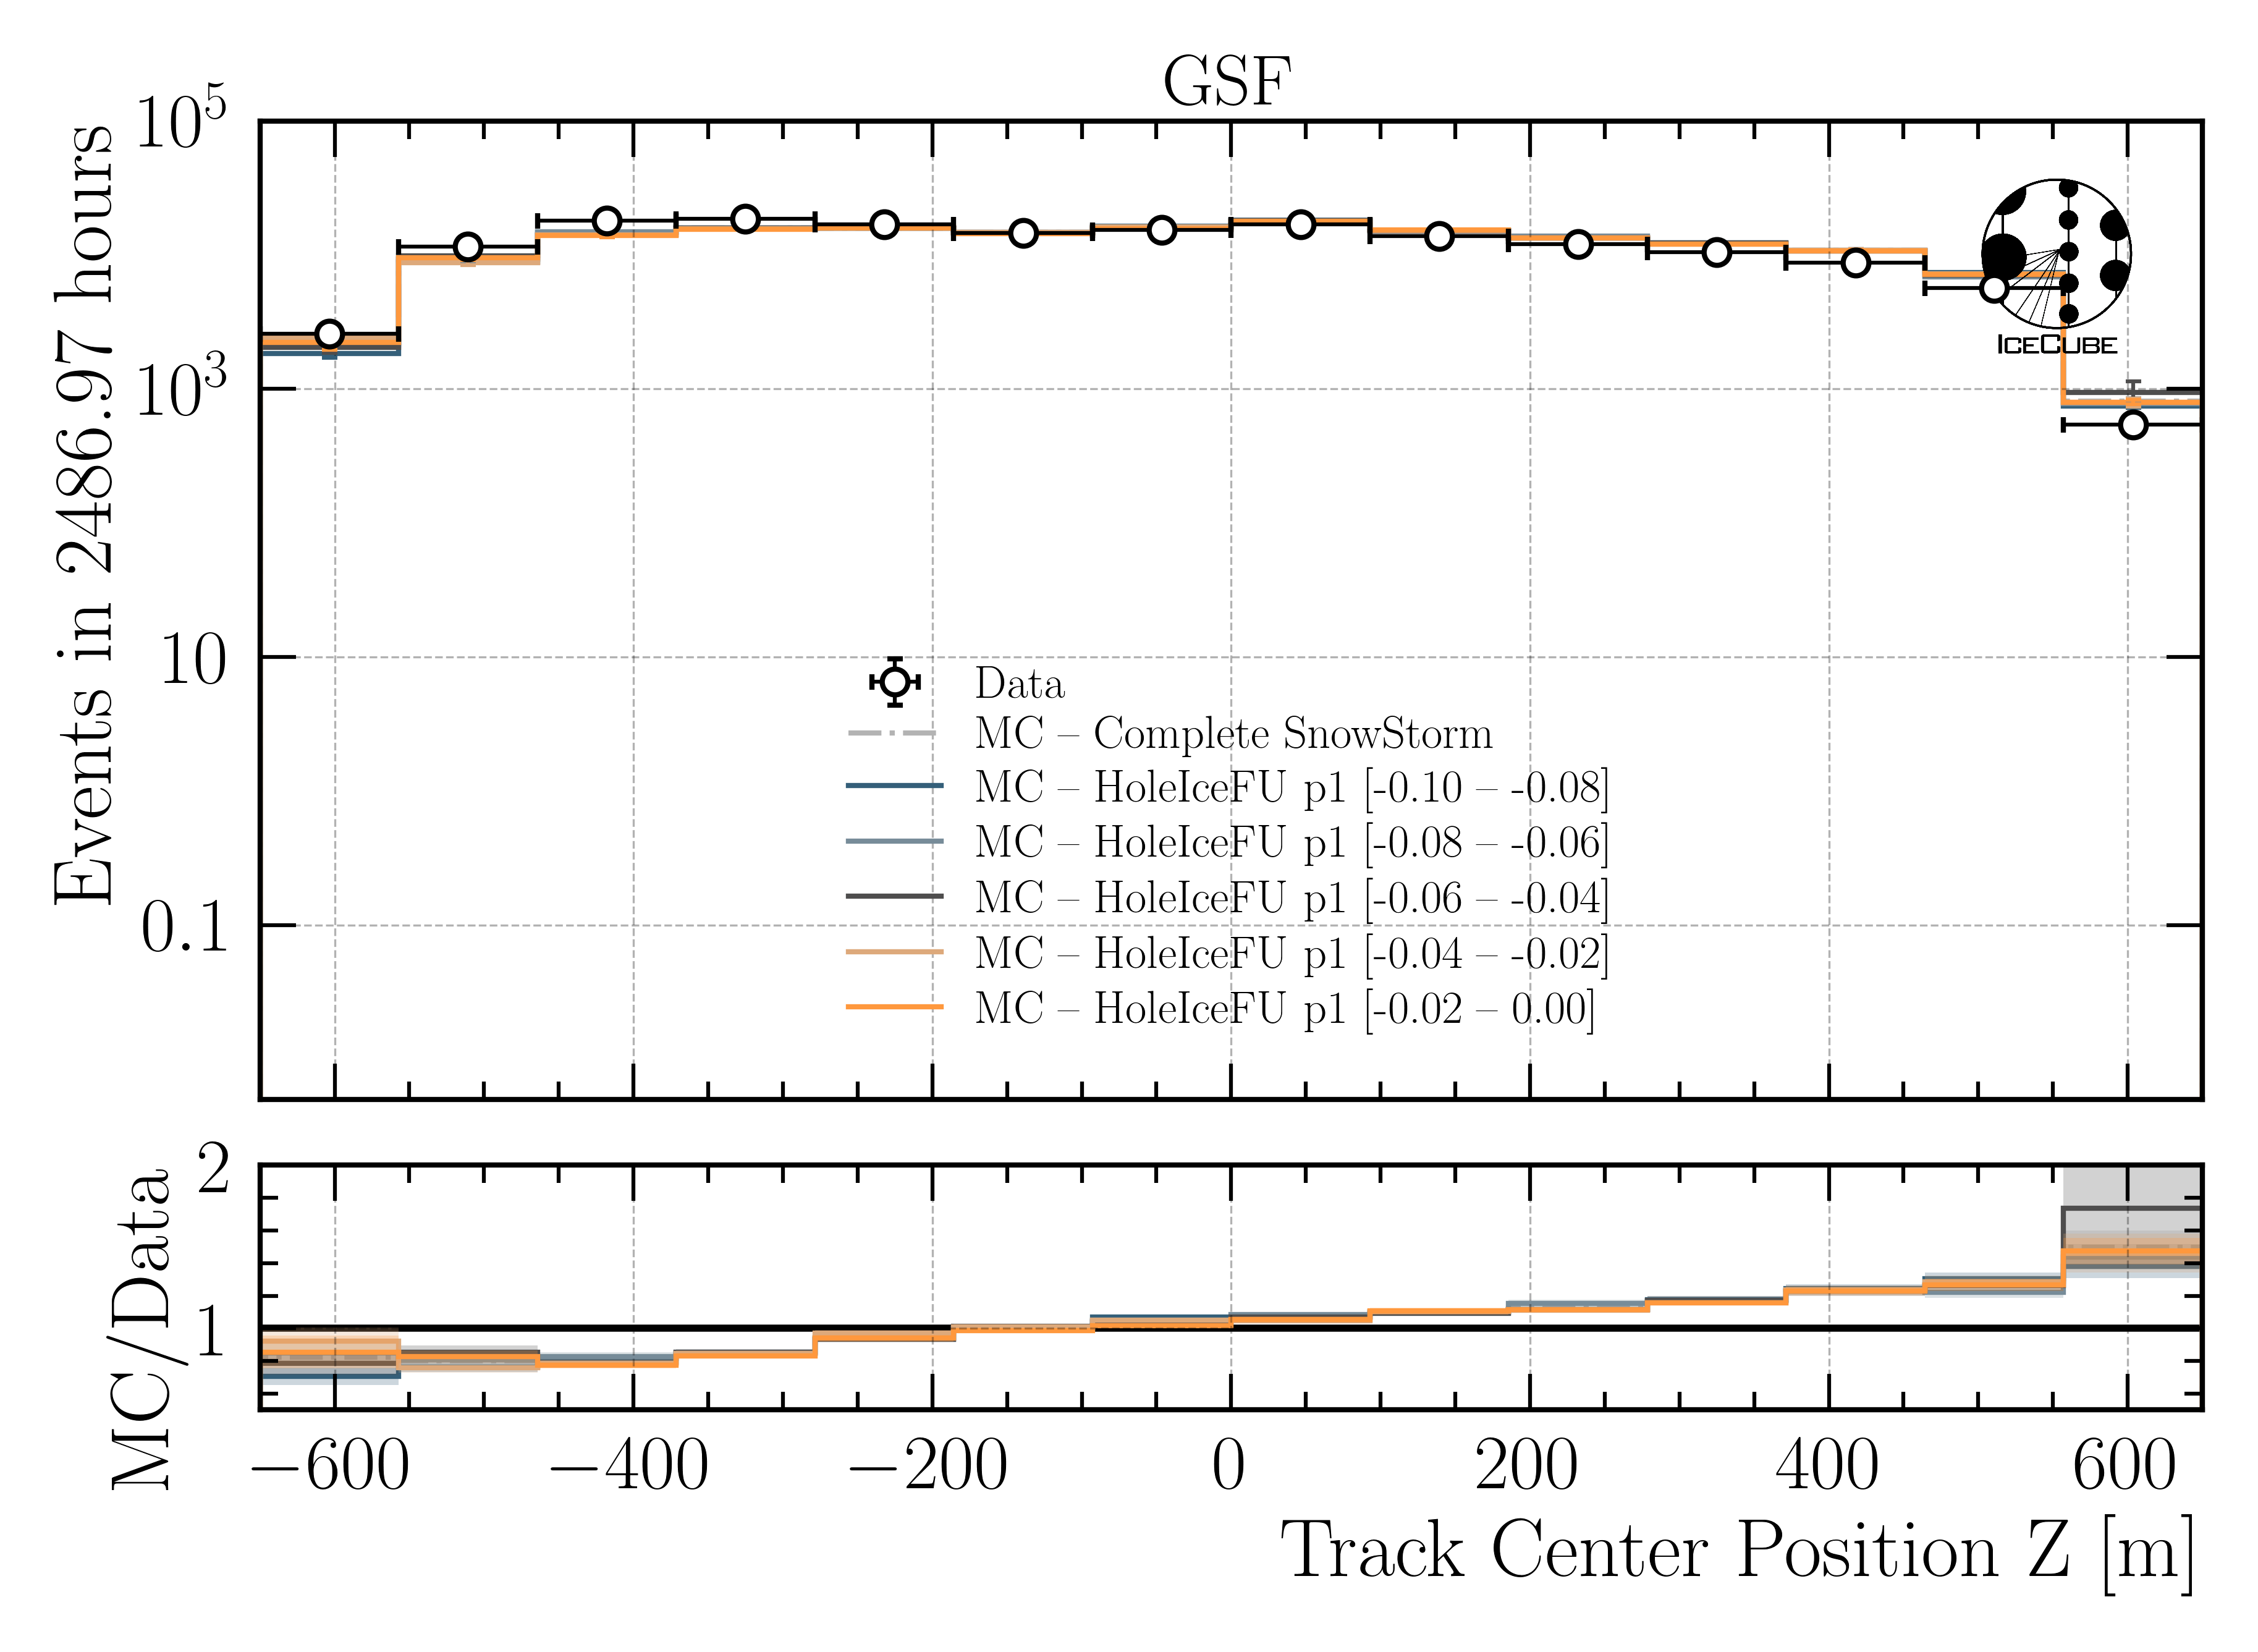 GSF
Events in 2486.97 hours
10^5
10^3
10
0.1
ICECUBE
Data
MC – Complete SnowStorm
MC – HoleIceFU p1 [-0.10 – -0.08]
MC – HoleIceFU p1 [-0.08 – -0.06]
MC – HoleIceFU p1 [-0.06 – -0.04]
MC – HoleIceFU p1 [-0.04 – -0.02]
MC – HoleIceFU p1 [-0.02 – 0.00]
MC/Data
2
1
−600 −400 −200 0 200 400 600
Track Center Position Z [m]